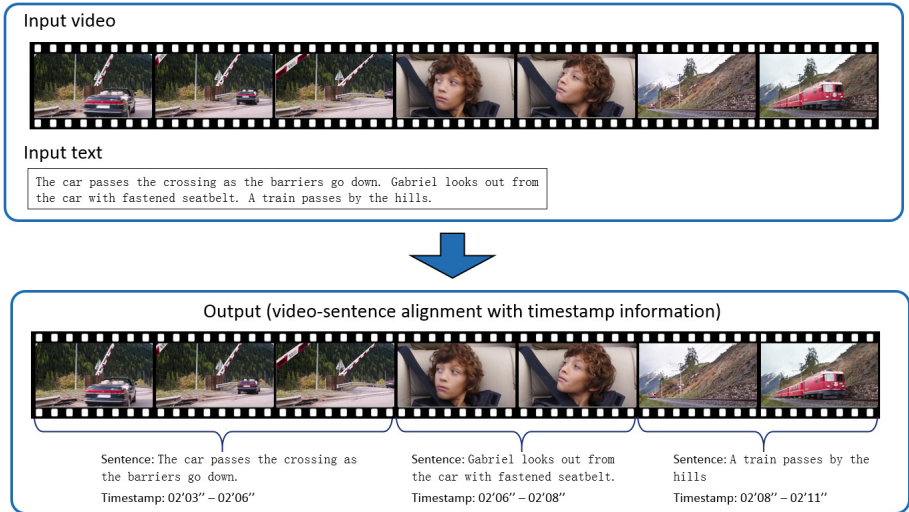 Input video
Input text
The car passes the crossing as the barriers go down. Gabriel looks out from
the car with fastened seatbelt. A train passes by the hills.
Output (video-sentence alignment with timestamp information)
Sentence: The car passes the crossing as
the barriers go down.
Timestamp: 02’03’’ – 02’06’’
Sentence: Gabriel looks out from
the car with fastened seatbelt.
Timestamp: 02’06’’ – 02’08’’
Sentence: A train passes by the
hills
Timestamp: 02’08’’ – 02’11’’